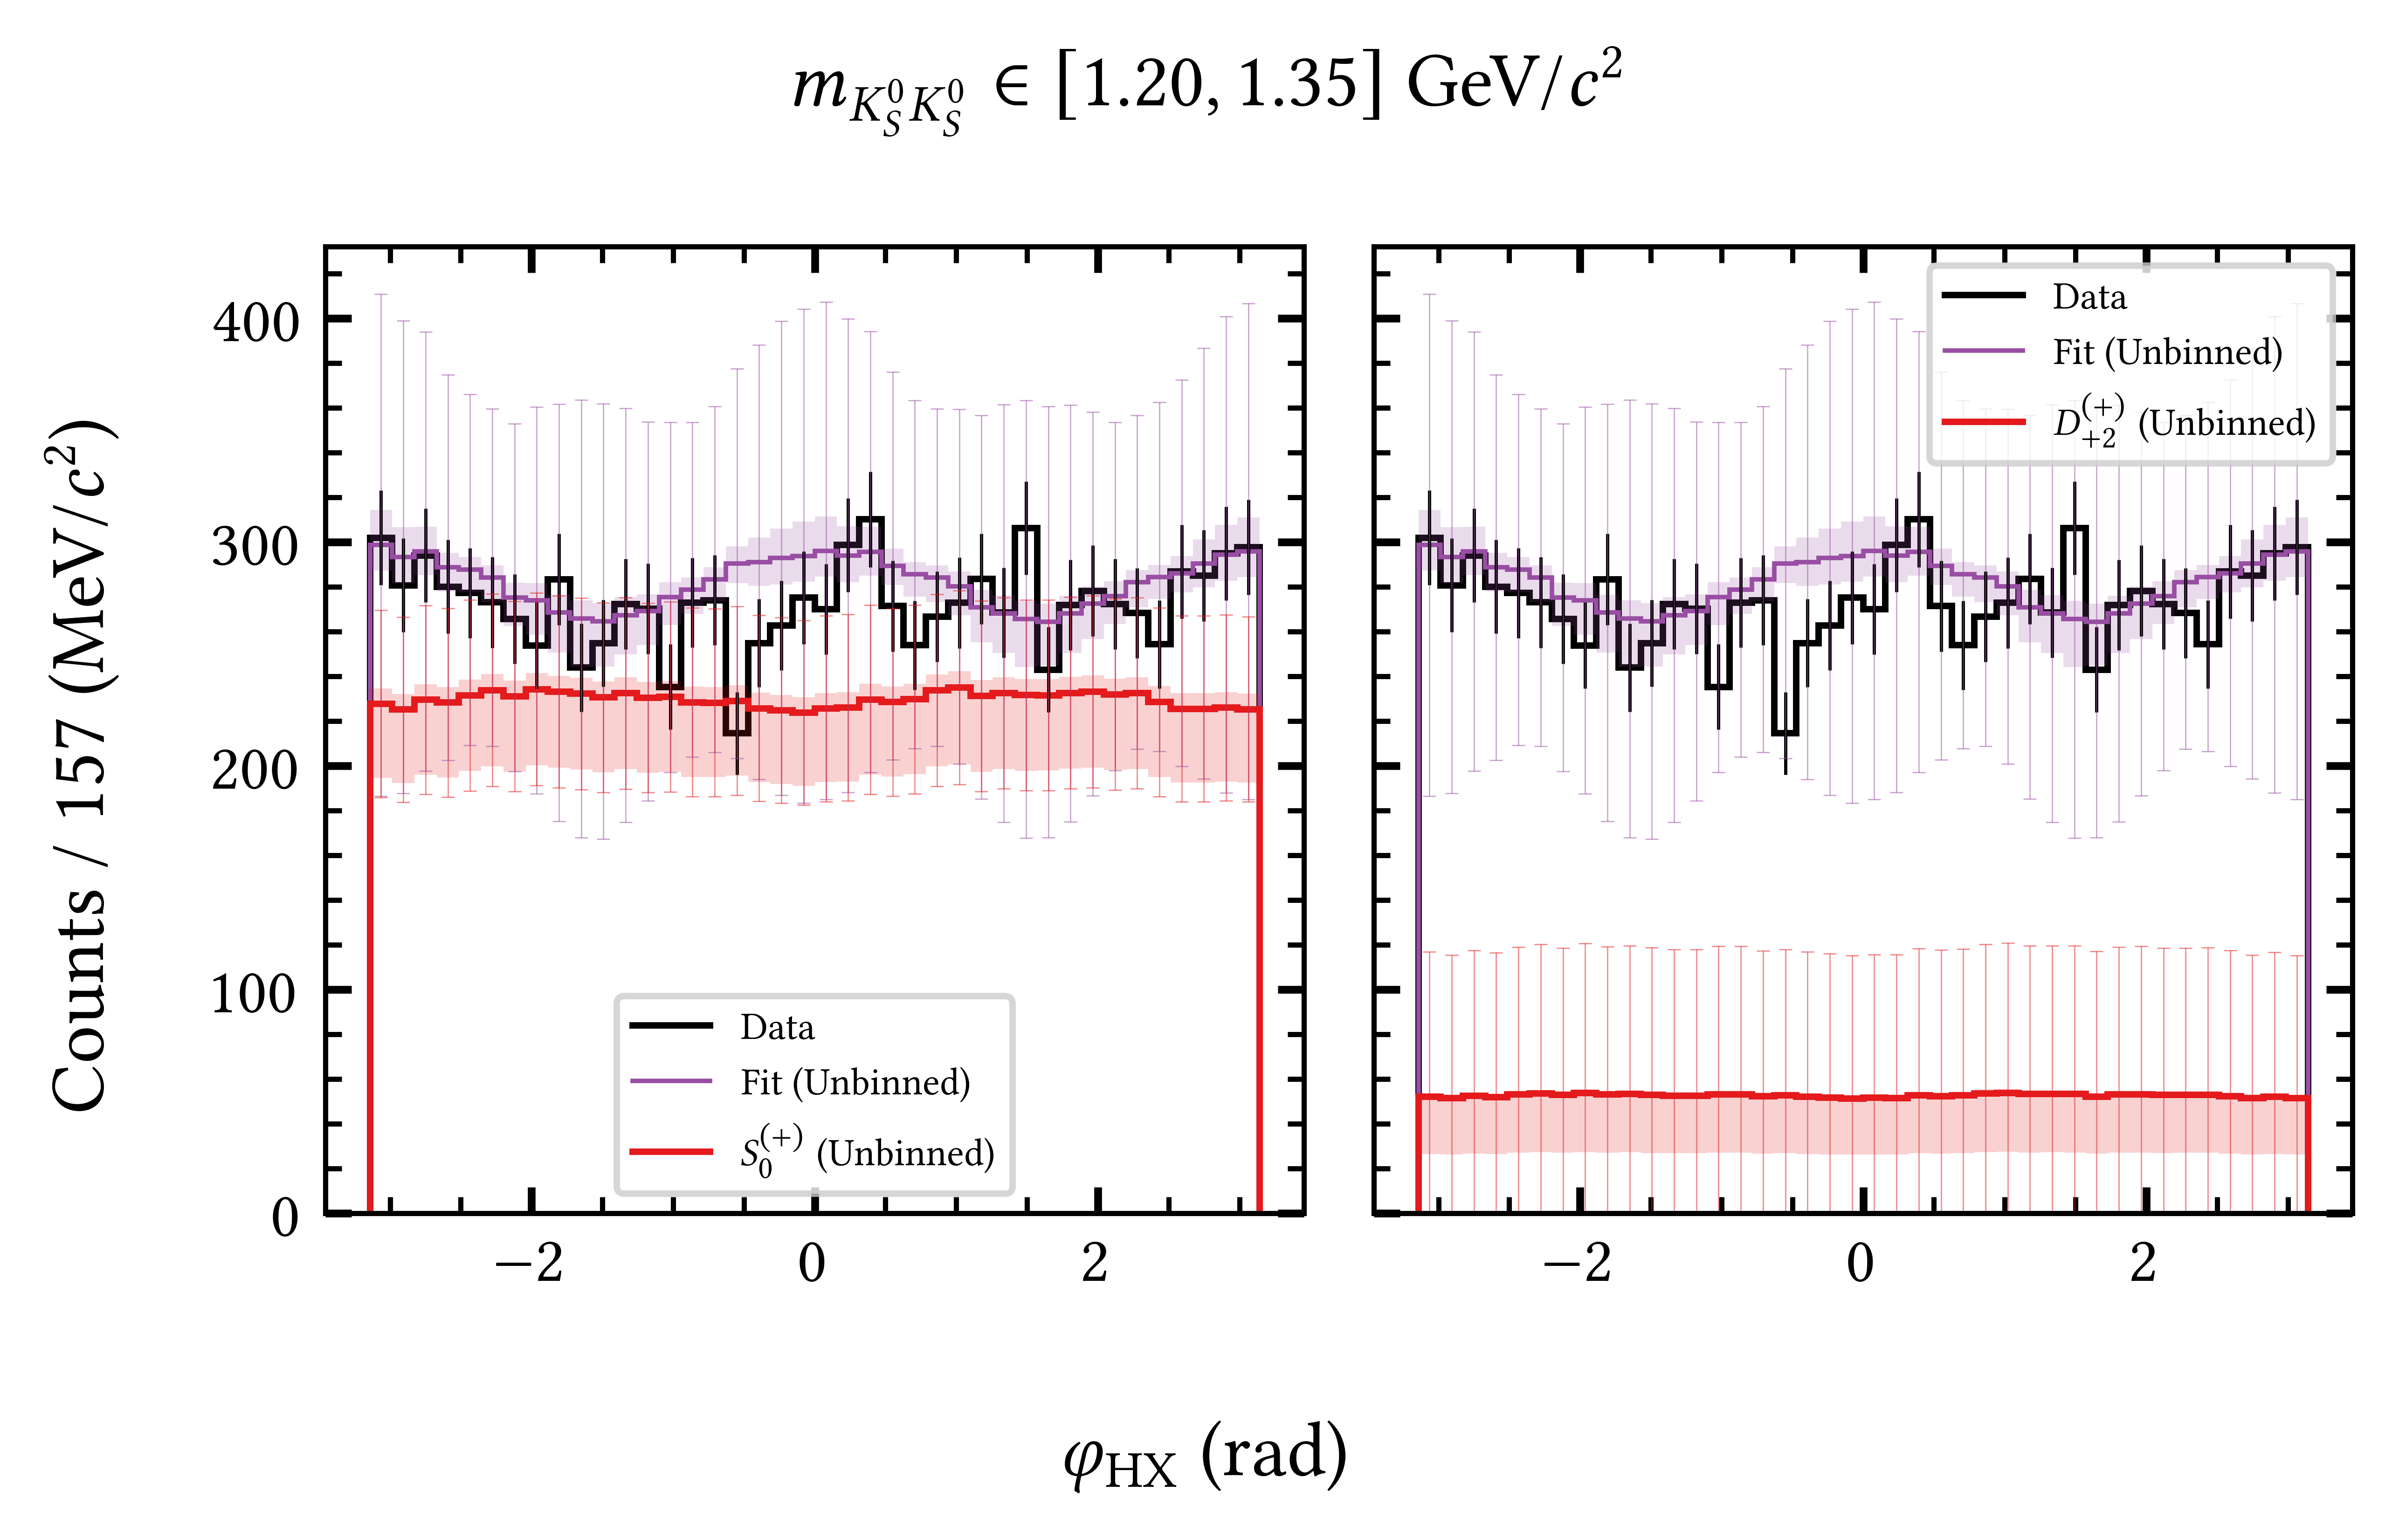 m_{K_S^0 K_S^0} ∈ [1.20, 1.35] GeV/c²
Counts / 157 (MeV/c²)
400
300
200
100
0
Data
Fit (Unbinned)
S_0^{(+)} (Unbinned)
Data
Fit (Unbinned)
D_{+2}^{(+)} (Unbinned)
−2 0 2
−2 0 2
φ_{HX} (rad)